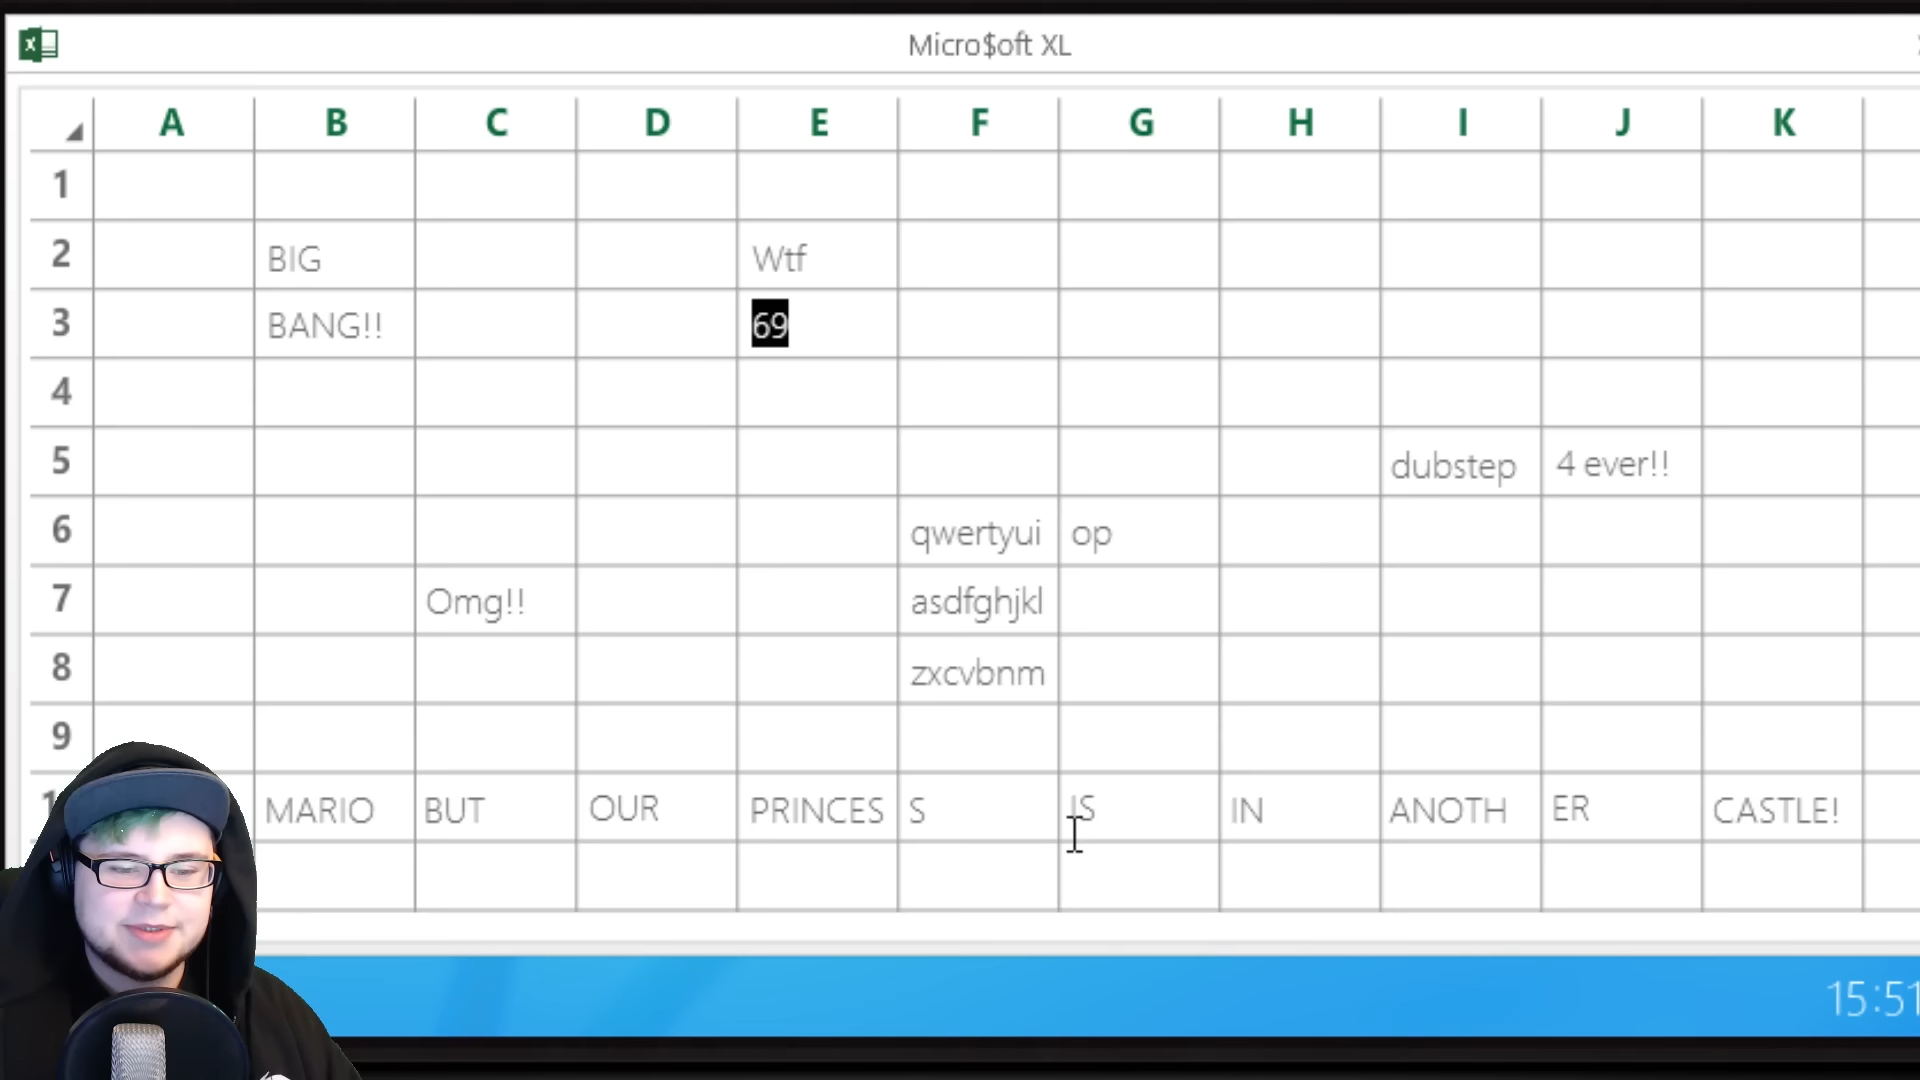 Micro$oft XL
A B C D E F G H I J K
1
2 BIG Wtf
3 BANG!! 69
4
5 dubstep 4 ever!!
6 qwertyui op
7 Omg!! asdfghjkl
8 zxcvbnm
9
MARIO BUT OUR PRINCES S IS IN ANOTH ER CASTLE!
15:51